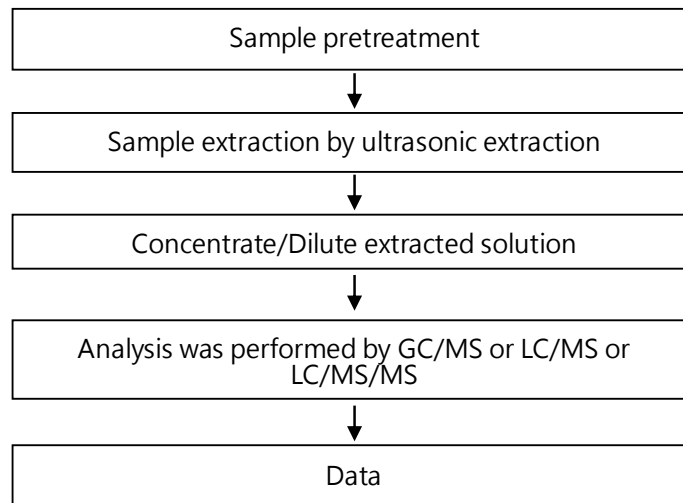 Sample pretreatment
Sample extraction by ultrasonic extraction
Concentrate/Dilute extracted solution
Analysis was performed by GC/MS or LC/MS or
LC/MS/MS
Data